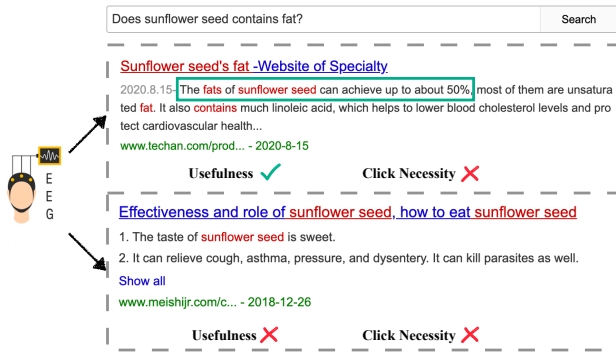 Does sunflower seed contains fat?
Search
Sunflower seed's fat -Website of Specialty
2020.8.15- The fats of sunflower seed can achieve up to about 50%, most of them are unsatura
ted fat. It also contains much linoleic acid, which helps to lower blood cholesterol levels and pro
tect cardiovascular health...
www.techan.com/prod... - 2020-8-15
Usefulness
Click Necessity
E
E
G
Effectiveness and role of sunflower seed, how to eat sunflower seed
1. The taste of sunflower seed is sweet.
2. It can relieve cough, asthma, pressure, and dysentery. It can kill parasites as well.
Show all
www.meishijr.com/c... - 2018-12-26
Usefulness
Click Necessity